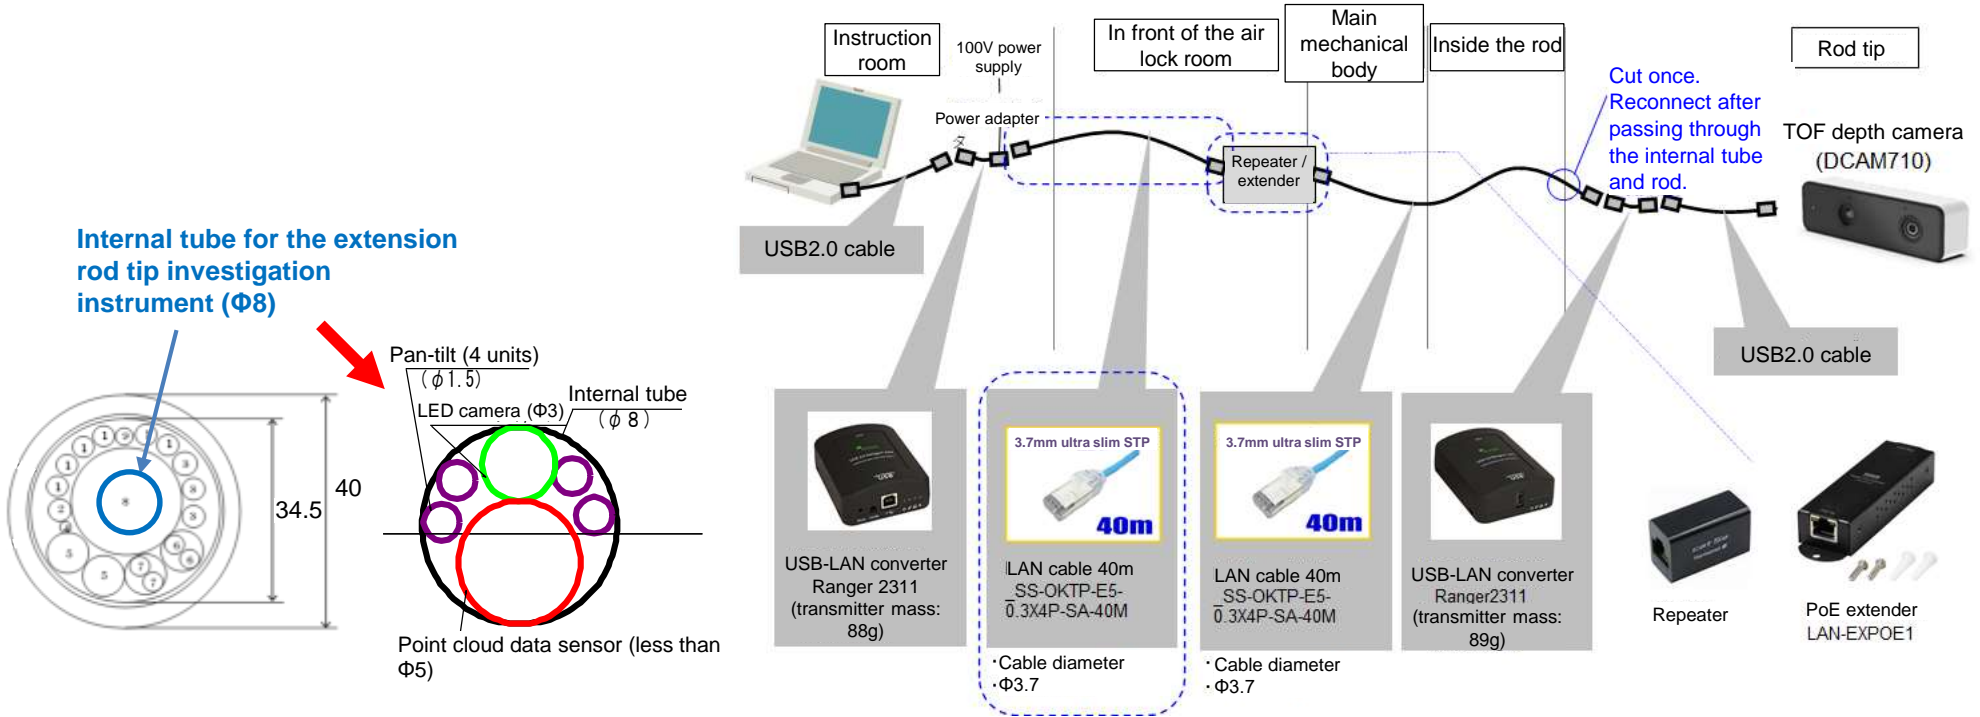 Internal tube for the extension
rod tip investigation
instrument (Φ8)
Pan-tilt (4 units)
(φ1.5)
LED camera (Φ3)
Internal tube
(φ8)
34.5
40
Point cloud data sensor (less than
Φ5)
Instruction
room
100V power
supply
Power adapter
タ
In front of the air
lock room
Main
mechanical
body
Inside the rod
Rod tip
Cut once.
Reconnect after
passing through
the internal tube
and rod.
TOF depth camera
(DCAM710)
Repeater /
extender
USB2.0 cable
USB2.0 cable
USB-LAN converter
Ranger 2311
(transmitter mass:
88g)
3.7mm ultra slim STP
40m
LAN cable 40m
_SS-OKTP-E5-
0.3X4P-SA-40M
・Cable diameter
・Φ3.7
3.7mm ultra slim STP
40m
LAN cable 40m
_SS-OKTP-E5-
0.3X4P-SA-40M
・Cable diameter
・Φ3.7
USB-LAN converter
Ranger2311
(transmitter mass:
89g)
Repeater
PoE extender
LAN-EXPOE1